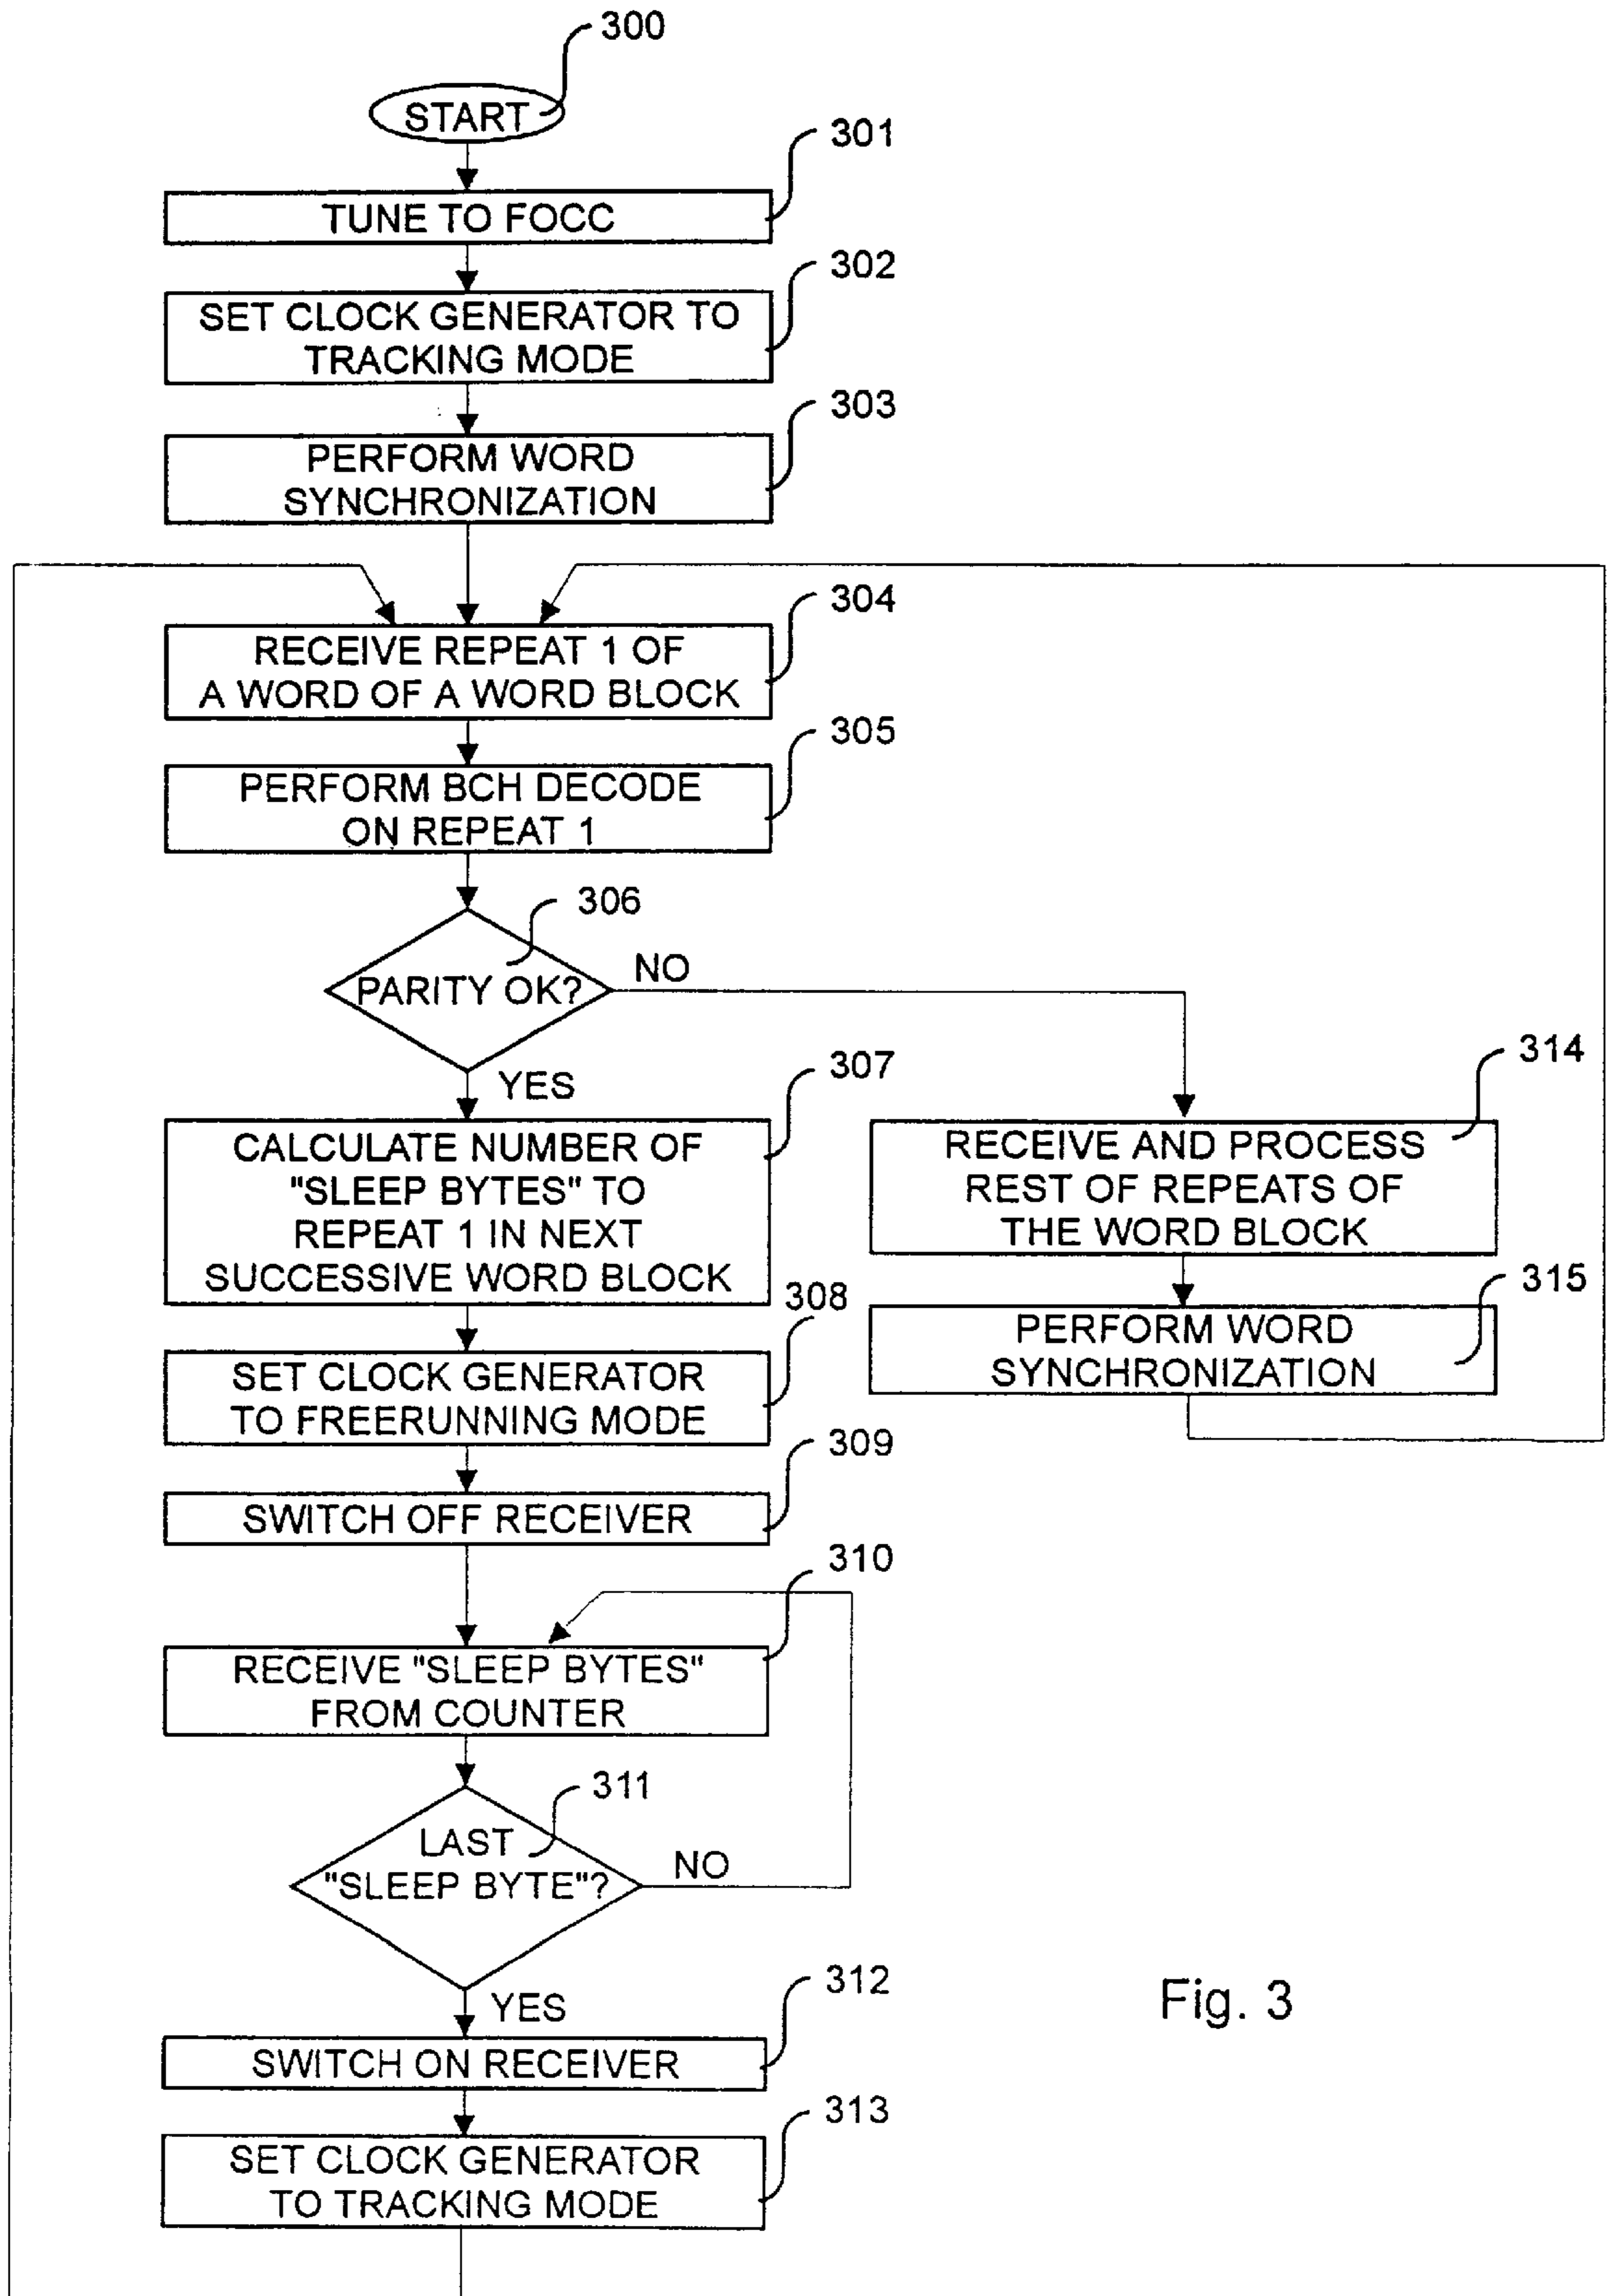 300
START
301
TUNE TO FOCC
302
SET CLOCK GENERATOR TO
TRACKING MODE
303
PERFORM WORD
SYNCHRONIZATION
304
RECEIVE REPEAT 1 OF
A WORD OF A WORD BLOCK
305
PERFORM BCH DECODE
ON REPEAT 1
306
PARITY OK?
NO
YES
307
CALCULATE NUMBER OF
"SLEEP BYTES" TO
REPEAT 1 IN NEXT
SUCCESSIVE WORD BLOCK
314
RECEIVE AND PROCESS
REST OF REPEATS OF
THE WORD BLOCK
315
PERFORM WORD
SYNCHRONIZATION
308
SET CLOCK GENERATOR
TO FREERUNNING MODE
309
SWITCH OFF RECEIVER
310
RECEIVE "SLEEP BYTES"
FROM COUNTER
311
LAST
"SLEEP BYTE"?
NO
YES
312
SWITCH ON RECEIVER
313
SET CLOCK GENERATOR
TO TRACKING MODE
Fig. 3